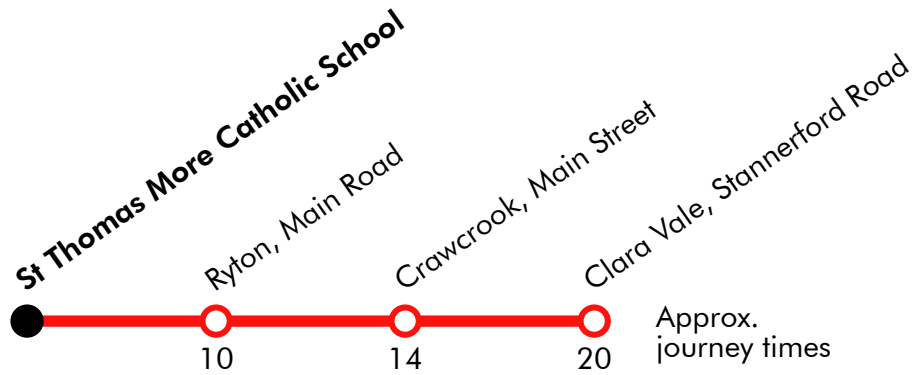 St Thomas More Catholic School
Ryton, Main Road
Crawcrook, Main Street
Clara Vale, Stannerford Road
10
14
20
Approx.
journey times